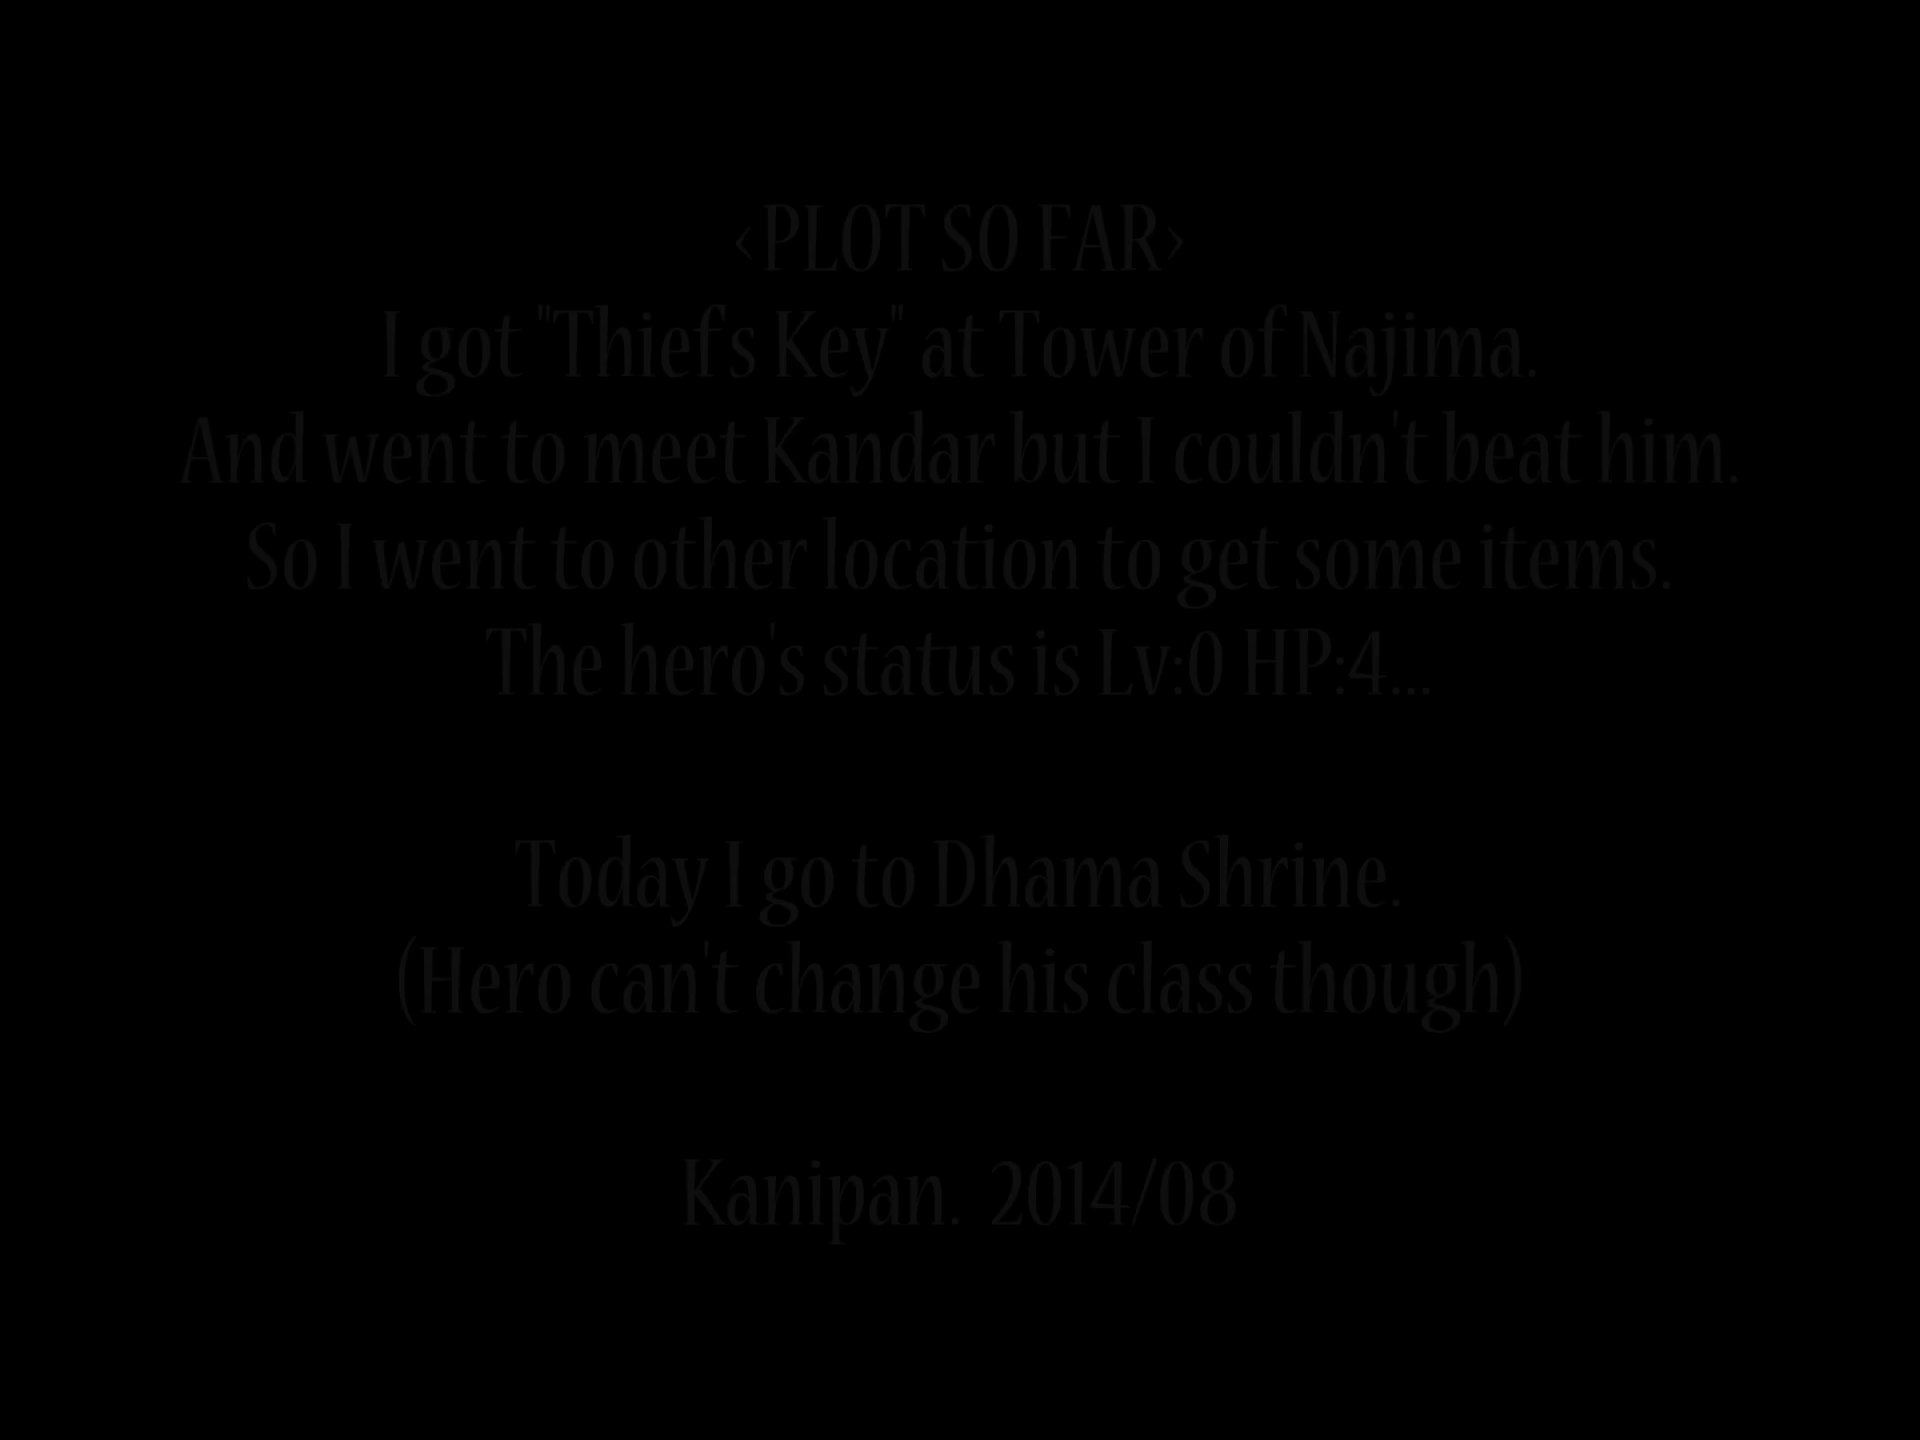 <PLOT SO FAR>
I got "Thief's Key" at Tower of Najima.
And went to meet Kandar but I couldn't beat him.
So I went to other location to get some items.
The hero's status is Lv:0 HP:4...
Today I go to Dhama Shrine.
(Hero can't change his class though)
Kanipan.  2014/08